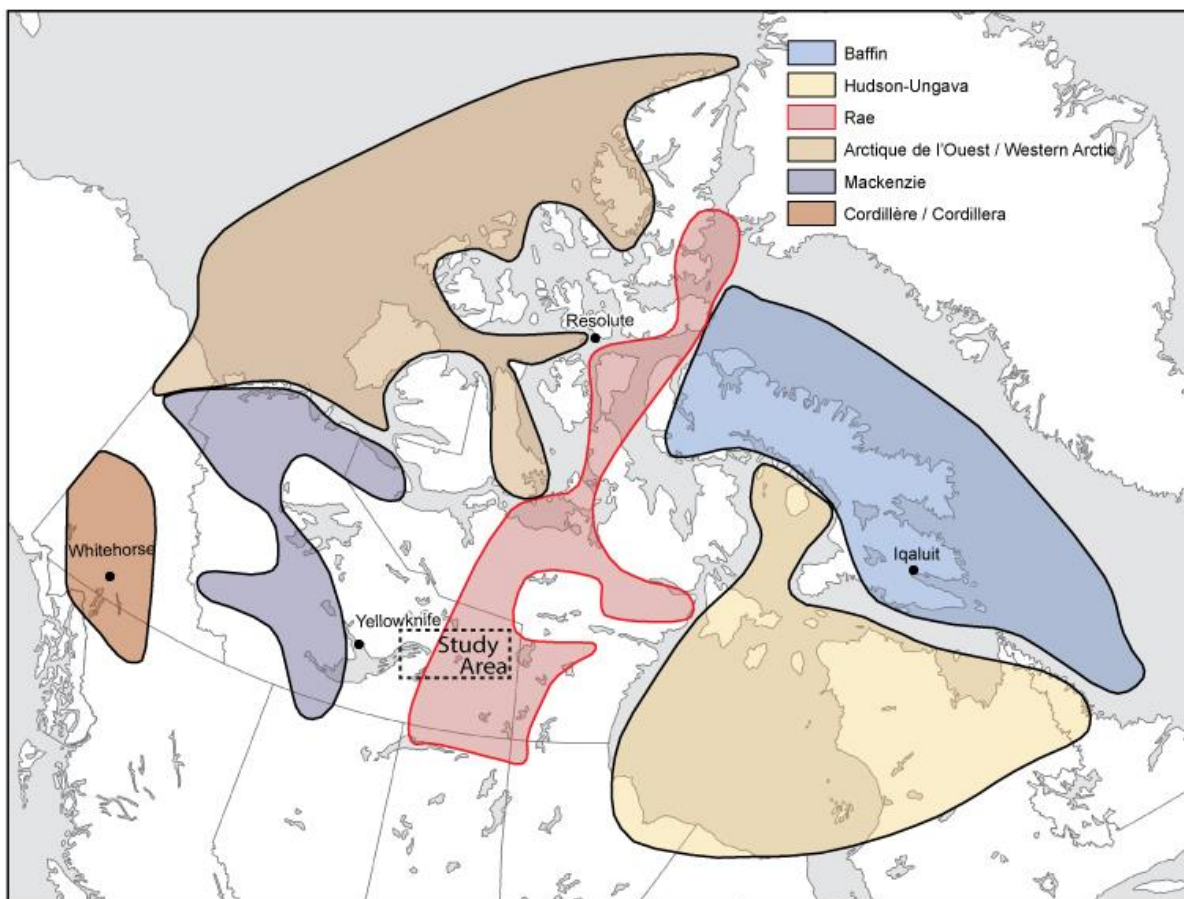 Baffin
Hudson-Ungava
Rae
Arctique de l'Ouest / Western Arctic
Mackenzie
Cordillère / Cordillera
Resolute
Whitehorse
Iqaluit
Yellowknife
Study
Area